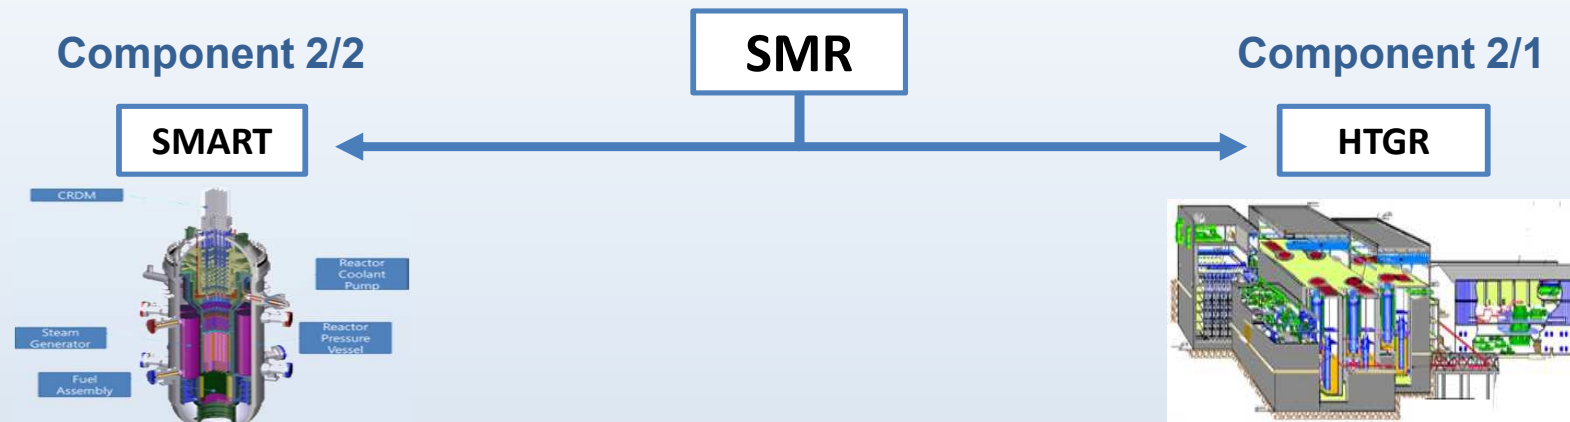 SMR
Component 2/2
Component 2/1
SMART
HTGR
CRDM
Reactor
Coolant
Pump
Steam
Generator
Reactor
Pressure
Vessel
Fuel
Assembly